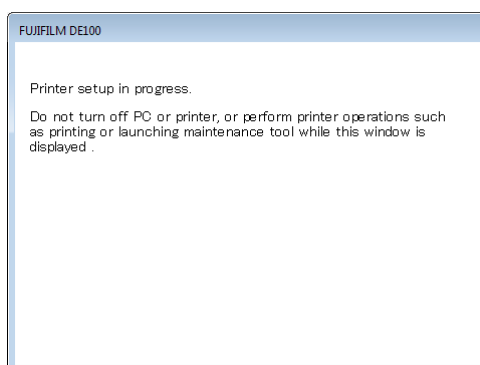 FUJIFILM DE100
Printer setup in progress.
Do not turn off PC or printer, or perform printer operations such
as printing or launching maintenance tool while this window is
displayed .